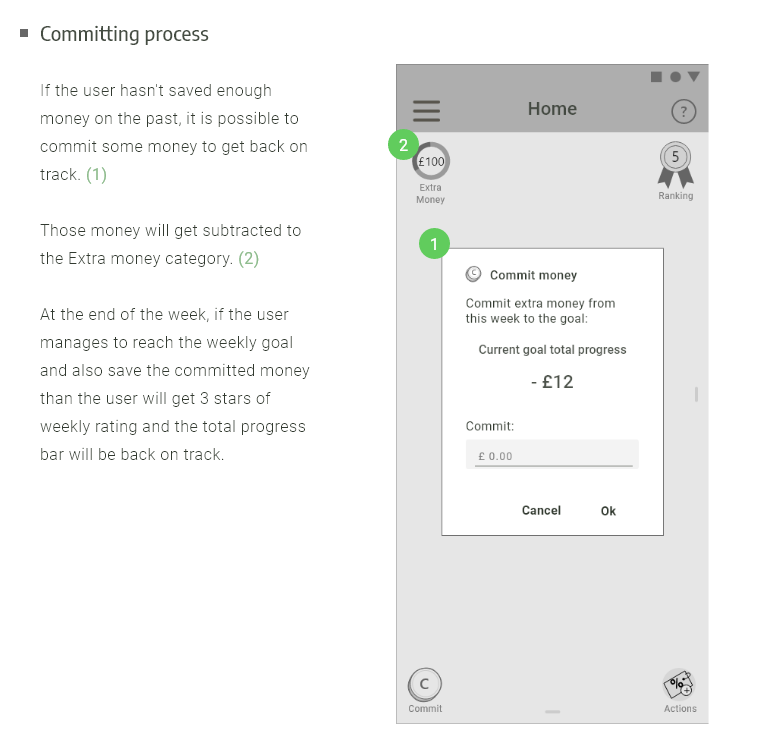 Committing process
If the user hasn't saved enough
money on the past, it is possible to
commit some money to get back on
track. (1)
Those money will get subtracted to
the Extra money category. (2)
At the end of the week, if the user
manages to reach the weekly goal
and also save the committed money
than the user will get 3 stars of
weekly rating and the total progress
bar will be back on track.
Home
?
2
£100
Extra
Money
5
Ranking
1
C
Commit money
Commit extra money from
this week to the goal:
Current goal total progress
- £12
Commit:
£ 0.00
Cancel
Ok
C
Commit
%
Actions